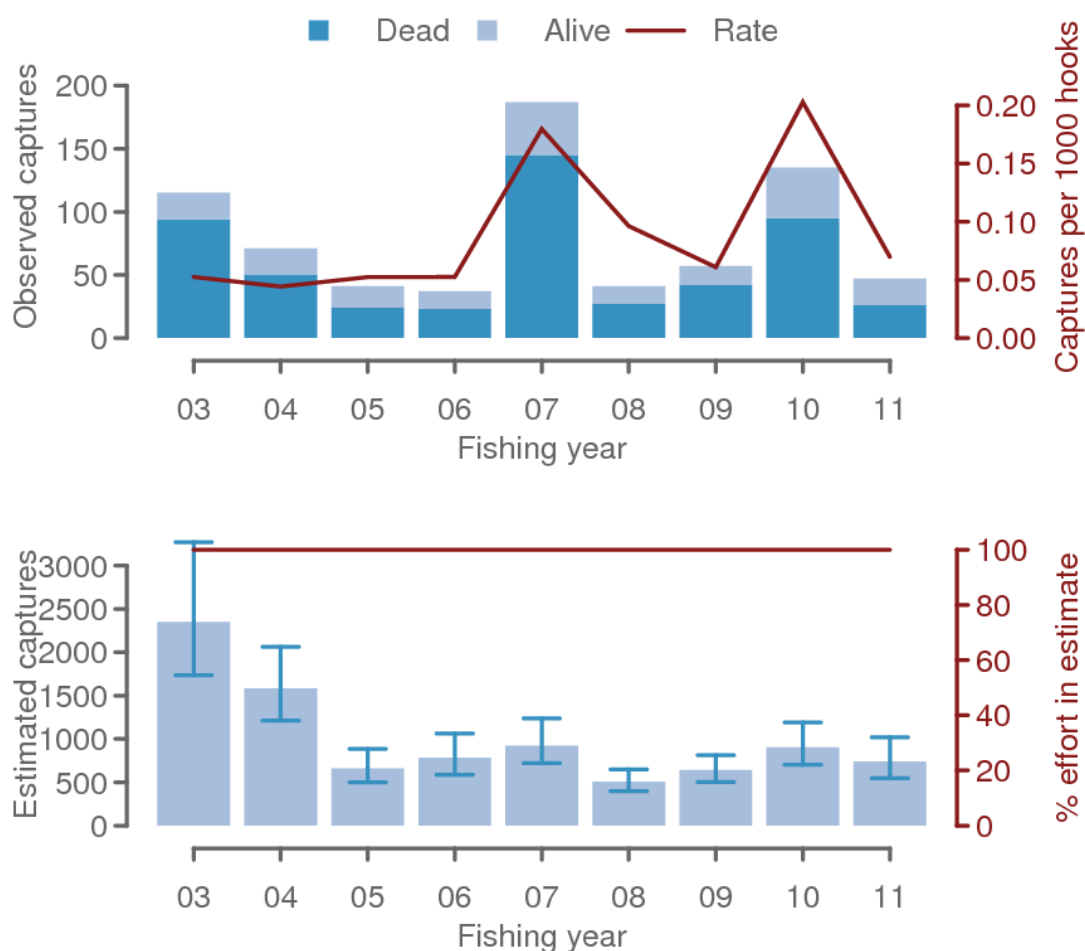 Dead Alive Rate
Observed captures
200
150
100
50
0
Captures per 1000 hooks
0.20
0.15
0.10
0.05
0.00
03 04 05 06 07 08 09 10 11
Fishing year
Estimated captures
3000
2500
2000
1500
1000
500
0
% effort in estimate
100
80
60
40
20
0
03 04 05 06 07 08 09 10 11
Fishing year